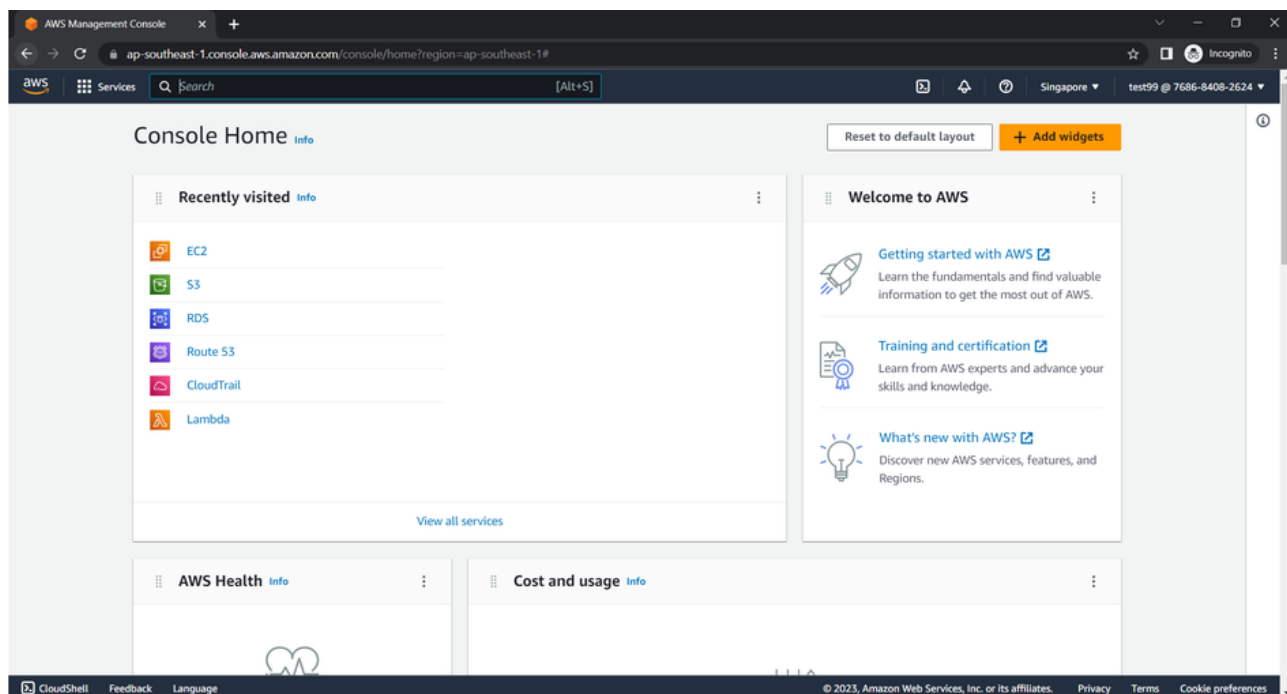 AWS Management Console
ap-southeast-1.console.aws.amazon.com/console/home?region=ap-southeast-1#
Incognito
aws
Services
Search
[Alt+S]
Singapore
test99 @ 7686-8408-2624
Console Home Info
Reset to default layout
Add widgets
Recently visited Info
EC2
S3
RDS
Route 53
CloudTrail
Lambda
View all services
Welcome to AWS
Getting started with AWS
Learn the fundamentals and find valuable
information to get the most out of AWS.
Training and certification
Learn from AWS experts and advance your
skills and knowledge.
What's new with AWS?
Discover new AWS services, features, and
Regions.
AWS Health Info
Cost and usage Info
CloudShell Feedback Language
© 2023, Amazon Web Services, Inc. or its affiliates. Privacy Terms Cookie preferences